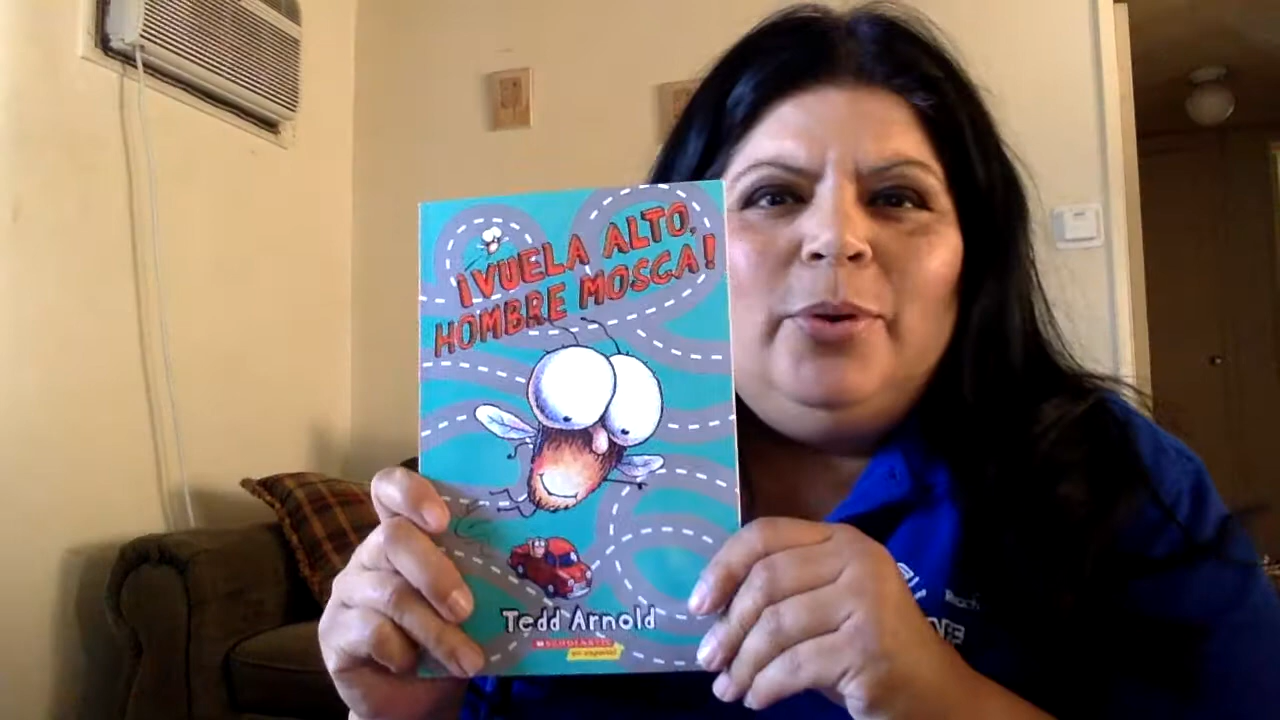 ¡VUELA ALTO,
HOMBRE MOSCA!
Tedd Arnold
SCHOLASTIC
en español